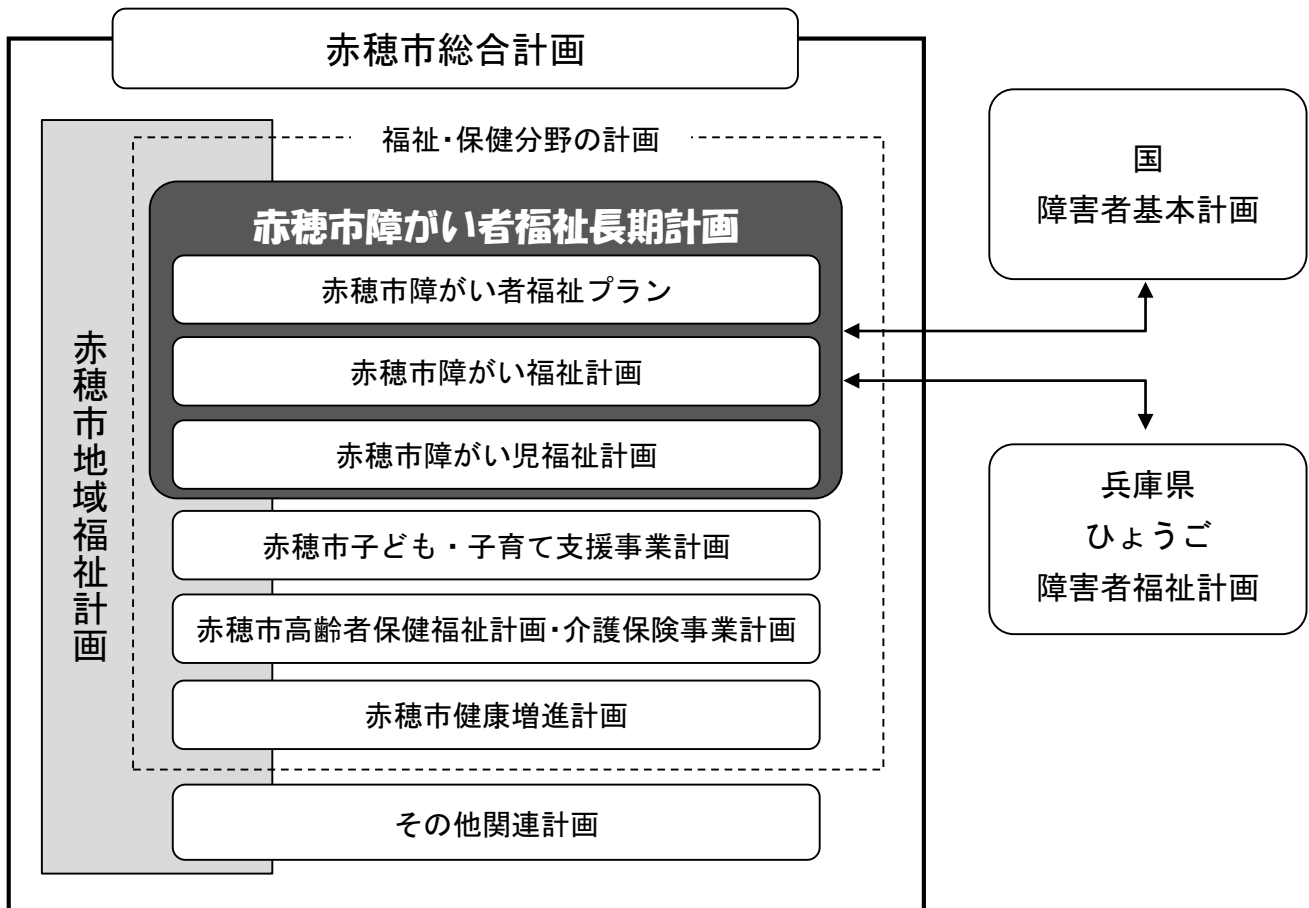 赤穂市総合計画
福祉・保健分野の計画
赤穂市障がい者福祉長期計画
赤穂市障がい者福祉プラン
赤穂市障がい福祉計画
赤穂市障がい児福祉計画
赤穂市子ども・子育て支援事業計画
赤穂市高齢者保健福祉計画・介護保険事業計画
赤穂市健康増進計画
その他関連計画
赤穂市地域福祉計画
国
障害者基本計画
兵庫県
ひょうご
障害者福祉計画